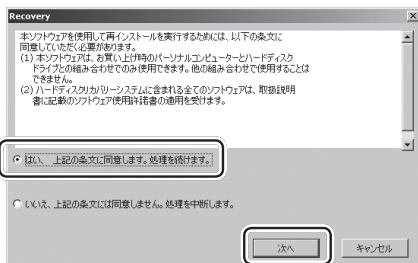 Recovery
本ソフトウェアを使用して再インストールを実行するためには、以下の条文に
同意していただく必要があります。
(1) 本ソフトウェアは、お買い上げ時のパーソナルコンピューターとハードディスク
ドライブとの組み合わせでのみ使用できます。他の組み合わせで使用することは
できません。
(2) ハードディスクリカバリーシステムに含まれる全てのソフトウェアは、取扱説明
書に記載のソフトウェア使用許諾書の適用を受けます。
はい、 上記の条文に同意します。処理を続けます。
いいえ、上記の条文には同意しません。処理を中断します。
次へ
キャンセル